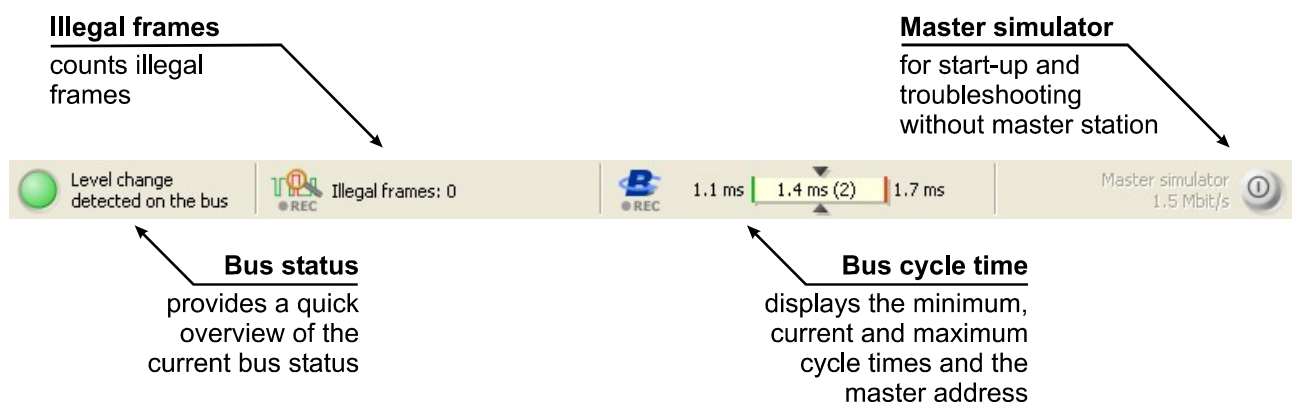 Illegal frames
counts illegal
frames
Master simulator
for start-up and
troubleshooting
without master station
Level change
detected on the bus
REC
Illegal frames: 0
B
REC
1.1 ms
1.4 ms (2)
1.7 ms
Master simulator
1.5 Mbit/s
Bus status
provides a quick
overview of the
current bus status
Bus cycle time
displays the minimum,
current and maximum
cycle times and the
master address